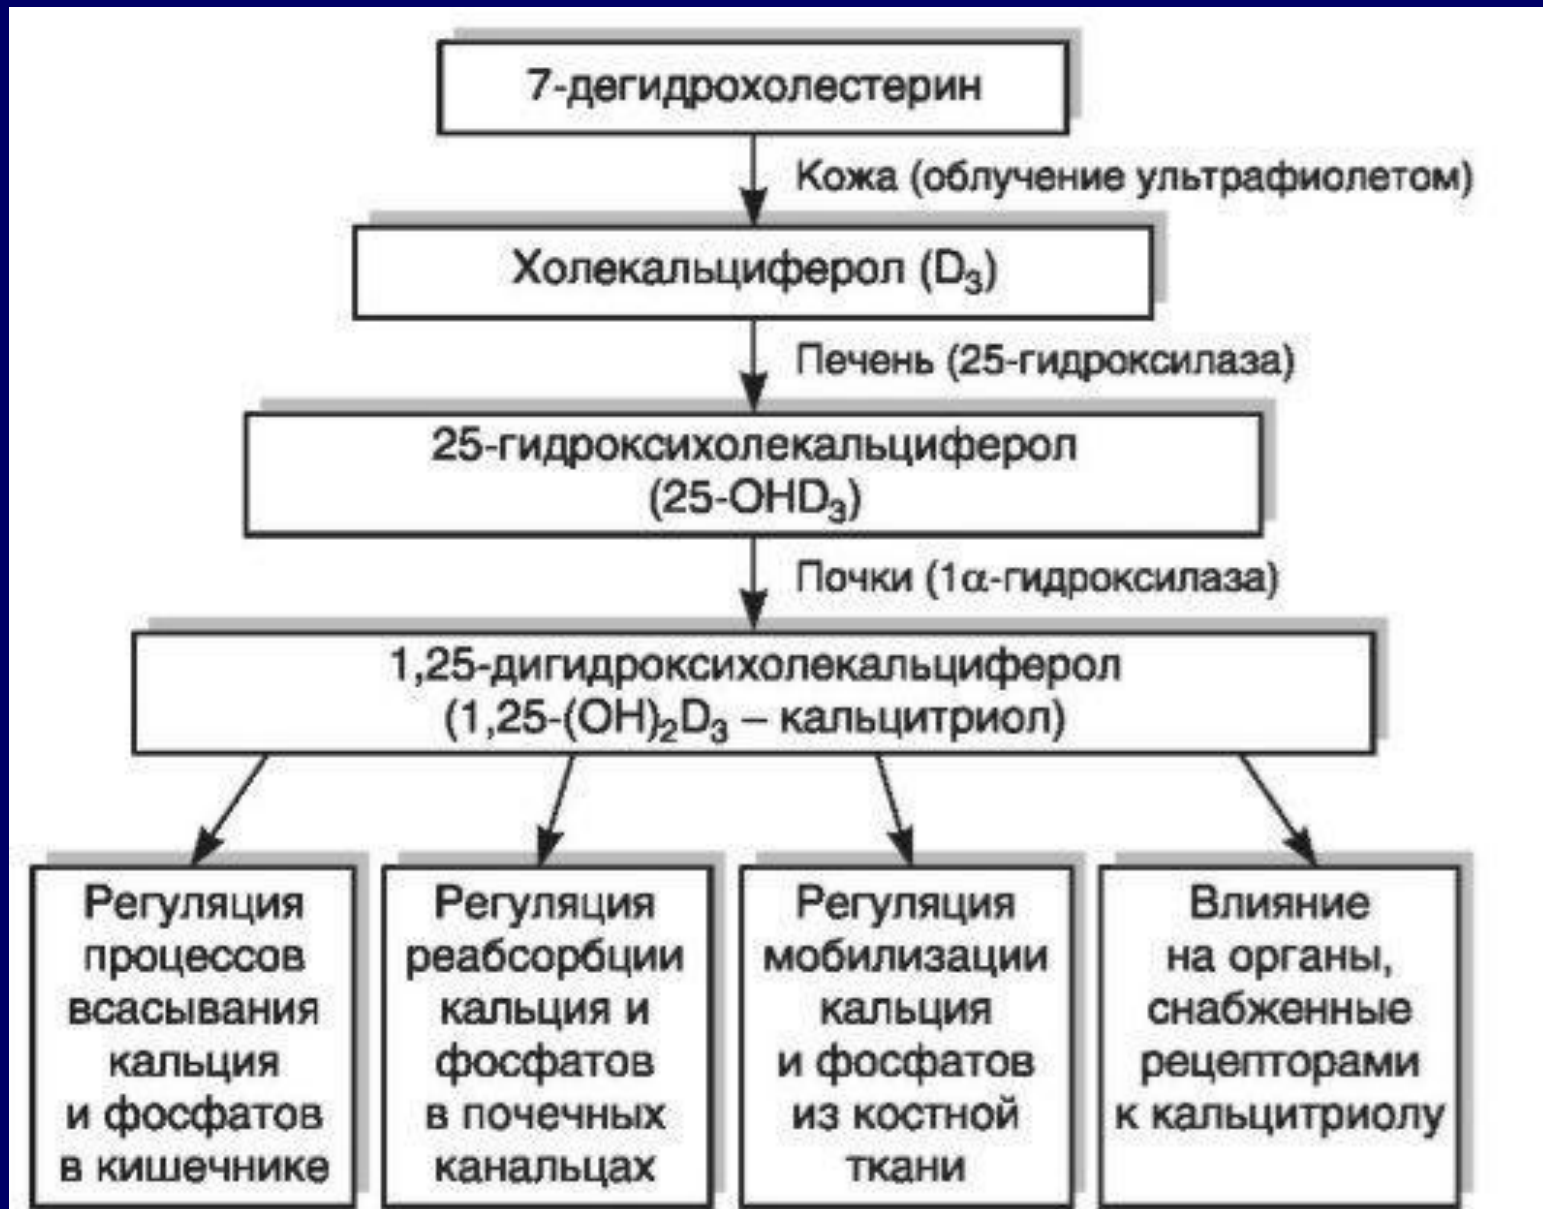 7-дегидрохолестерин
Кожа (облучение ультрафиолетом)
Холекальциферол (D₃)
Печень (25-гидроксилаза)
25-гидроксихолекальциферол
(25-OHD₃)
Почки (1α-гидроксилаза)
1,25-дигидроксихолекальциферол
(1,25-(OH)₂D₃ – кальцитриол)
Регуляция
процессов
всасывания
кальция
и фосфатов
в кишечнике
Регуляция
реабсорбции
кальция и
фосфатов
в почечных
канальцах
Регуляция
мобилизации
кальция
и фосфатов
из костной
ткани
Влияние
на органы,
снабженные
рецепторами
к кальцитриолу